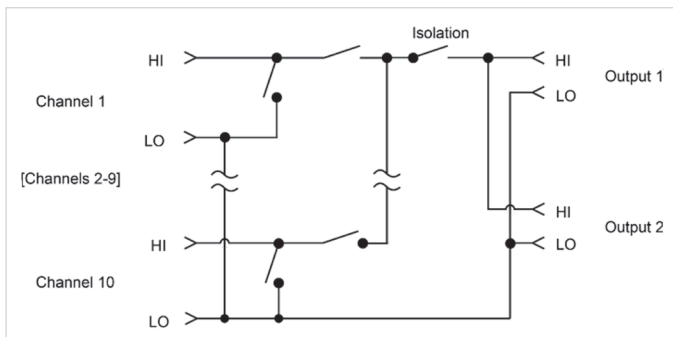 Isolation
HI
HI
Output 1
Channel 1
LO
LO
[Channels 2-9]
HI
Output 2
HI
LO
Channel 10
LO